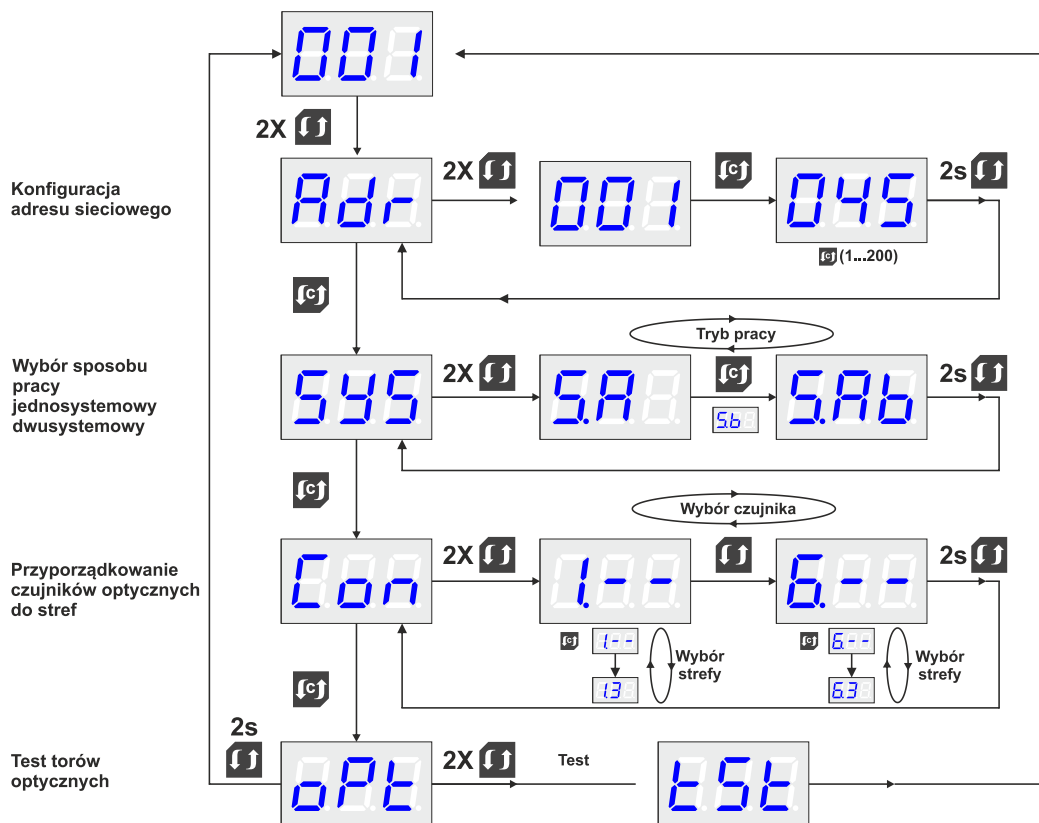 001
2X
Konfiguracja
adresu sieciowego
Adr
2X
001
C
045
2s
C (1...200)
C
Tryb pracy
Wybór sposobu
pracy
jednosystemowy
dwusystemowy
SYS
2X
S.A
C
S.b
S.Ab
2s
C
Wybór czujnika
Przyporządkowanie
czujników optycznych
do stref
Con
2X
1.--
6.--
2s
C
1.--
1.3
Wybór
strefy
C
6.--
6.3
Wybór
strefy
C
2s
Test torów
optycznych
oPt
2X
Test
tSt